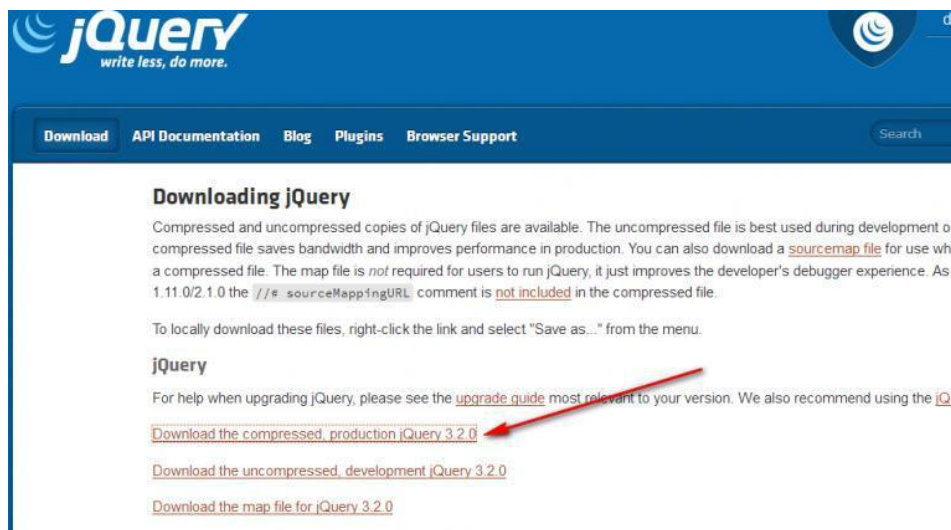 jQuery
write less, do more.
Download API Documentation Blog Plugins Browser Support Search
Downloading jQuery
Compressed and uncompressed copies of jQuery files are available. The uncompressed file is best used during development o
compressed file saves bandwidth and improves performance in production. You can also download a sourcemap file for use wh
a compressed file. The map file is not required for users to run jQuery, it just improves the developer's debugger experience. As
1.11.0/2.1.0 the //# sourceMappingURL comment is not included in the compressed file.
To locally download these files, right-click the link and select "Save as..." from the menu.
jQuery
For help when upgrading jQuery, please see the upgrade guide most relevant to your version. We also recommend using the jQ
Download the compressed, production jQuery 3.2.0
Download the uncompressed, development jQuery 3.2.0
Download the map file for jQuery 3.2.0